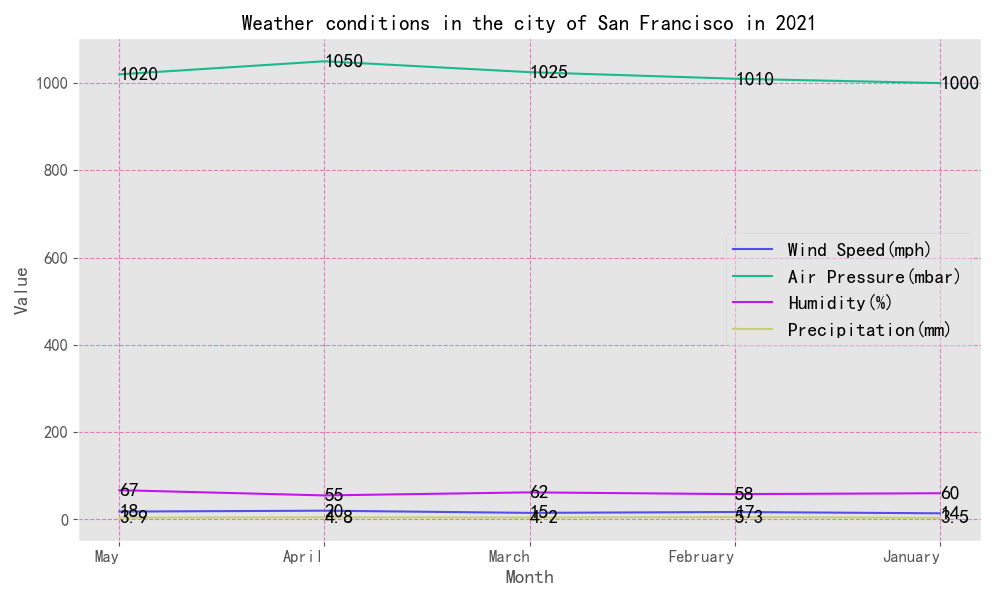 Weather conditions in the city of San Francisco in 2021
1020 1050 1025 1010 1000
1000
800
600
400
200
0
Value
Wind Speed(mph)
Air Pressure(mbar)
Humidity(%)
Precipitation(mm)
67 55 62 58 60
18 20 15 17 14
3.9 4.8 4.2 5.3 3.5
May April March February January
Month